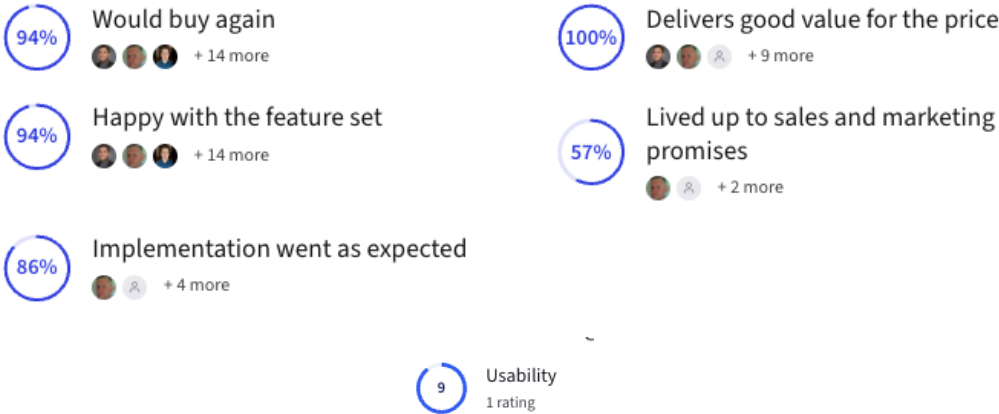 94%
Would buy again
+ 14 more
100%
Delivers good value for the price
+ 9 more
94%
Happy with the feature set
+ 14 more
57%
Lived up to sales and marketing
promises
+ 2 more
86%
Implementation went as expected
+ 4 more
9
Usability
1 rating